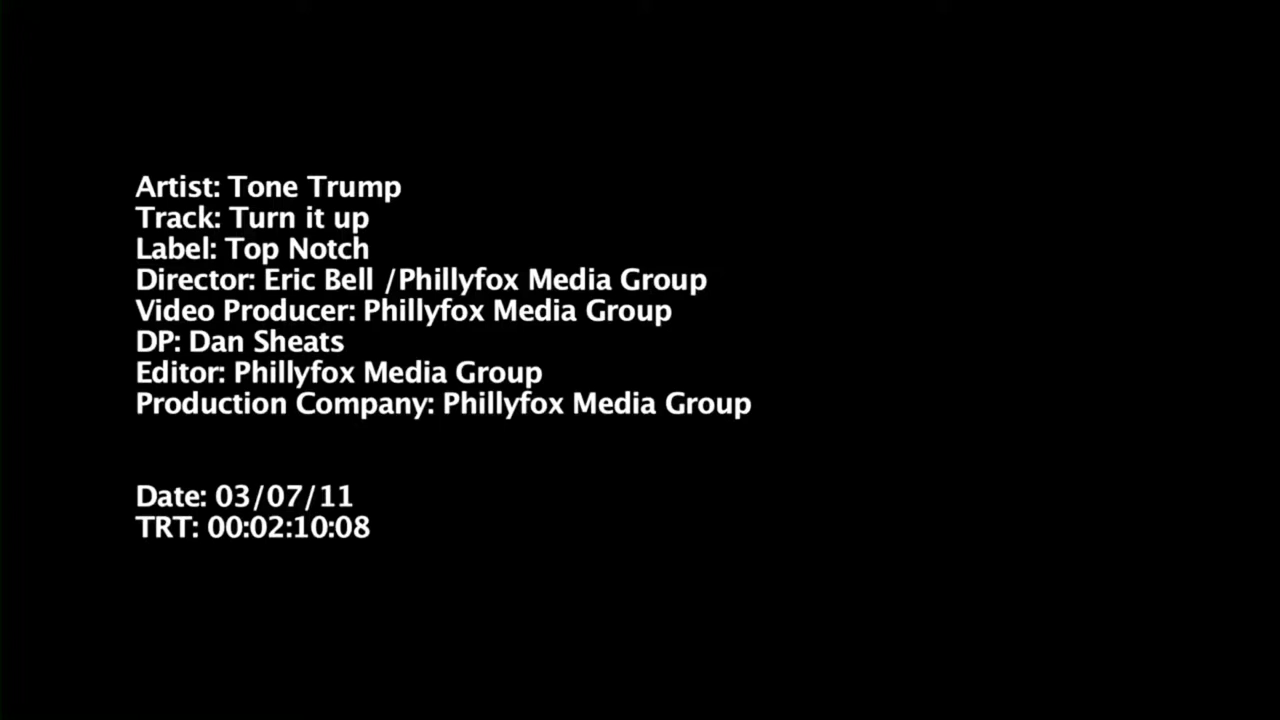 Artist: Tone Trump
Track: Turn it up
Label: Top Notch
Director: Eric Bell /Phillyfox Media Group
Video Producer: Phillyfox Media Group
DP: Dan Sheats
Editor: Phillyfox Media Group
Production Company: Phillyfox Media Group
Date: 03/07/11
TRT: 00:02:10:08